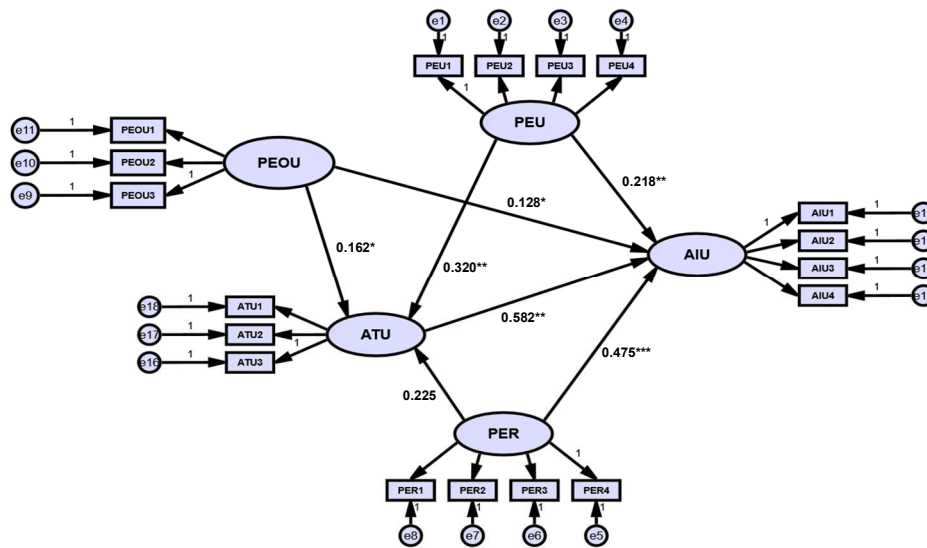 e1 e2 e3 e4
1 1 1 1
PEU1 PEU2 PEU3 PEU4
1
PEU
e11 1 PEOU1
e10 1 PEOU2
e9 1 PEOU3
1
PEOU
0.218**
0.128*
0.162*
0.320**
1 AIU1 1
AIU2 1
AIU3 1
AIU4 1
AIU
e18 1 ATU1
e17 1 ATU2
e16 1 ATU3
1
ATU
0.582**
0.475***
0.225
PER
1
PER1 PER2 PER3 PER4
1 1 1 1
e8 e7 e6 e5